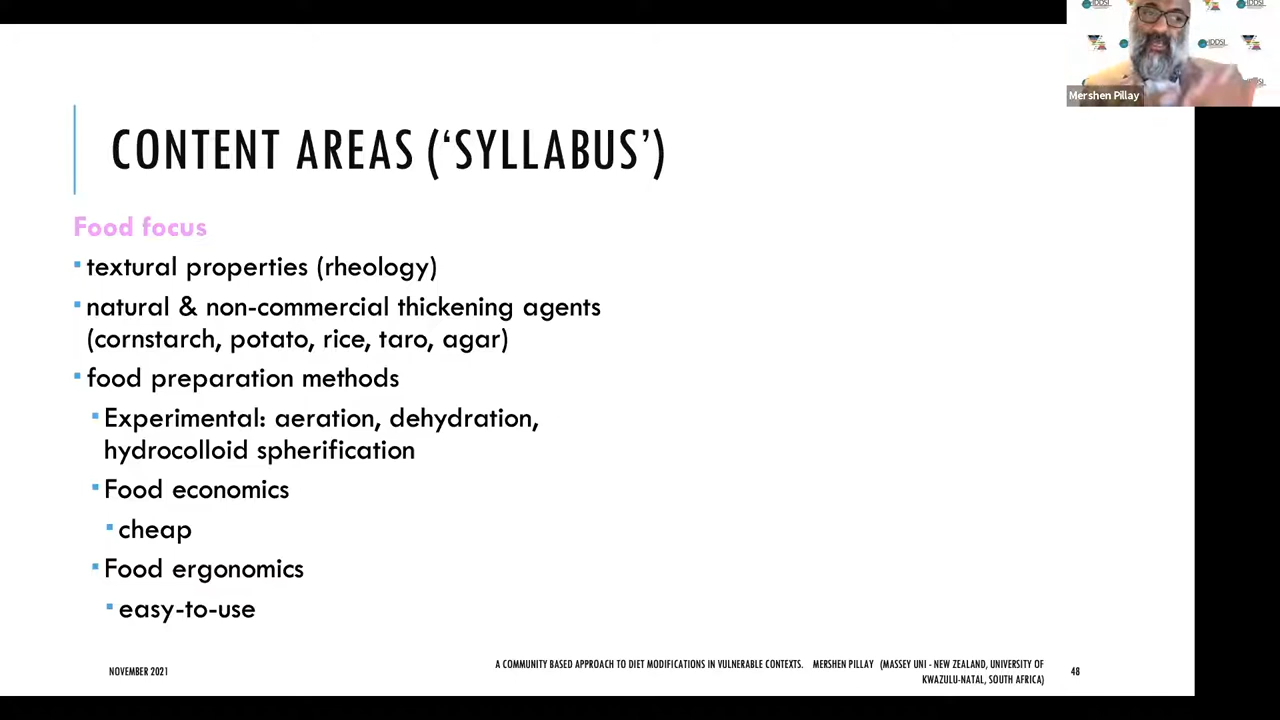 IDDSI
IDDSI
Mershen Pillay
CONTENT AREAS (‘SYLLABUS’)
Food focus
textural properties (rheology)
natural & non-commercial thickening agents
(cornstarch, potato, rice, taro, agar)
food preparation methods
Experimental: aeration, dehydration,
hydrocolloid spherification
Food economics
cheap
Food ergonomics
easy-to-use
NOVEMBER 2021
A COMMUNITY BASED APPROACH TO DIET MODIFICATIONS IN VULNERABLE CONTEXTS. MERSHEN PILLAY (MASSEY UNI - NEW ZEALAND, UNIVERSITY OF
KWAZULU-NATAL, SOUTH AFRICA)
48